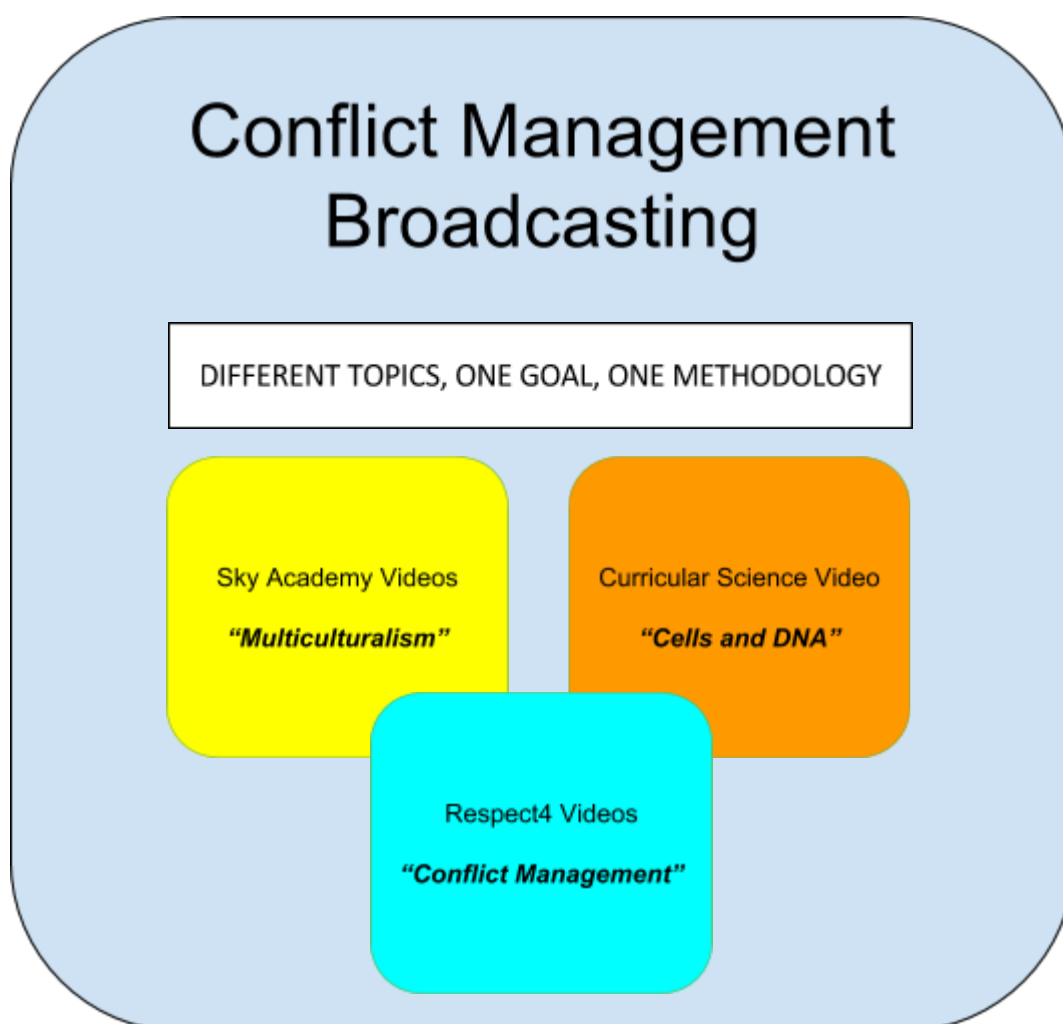 Conflict Management
Broadcasting
DIFFERENT TOPICS, ONE GOAL, ONE METHODOLOGY
Sky Academy Videos
“Multiculturalism”
Curricular Science Video
“Cells and DNA”
Respect4 Videos
“Conflict Management”